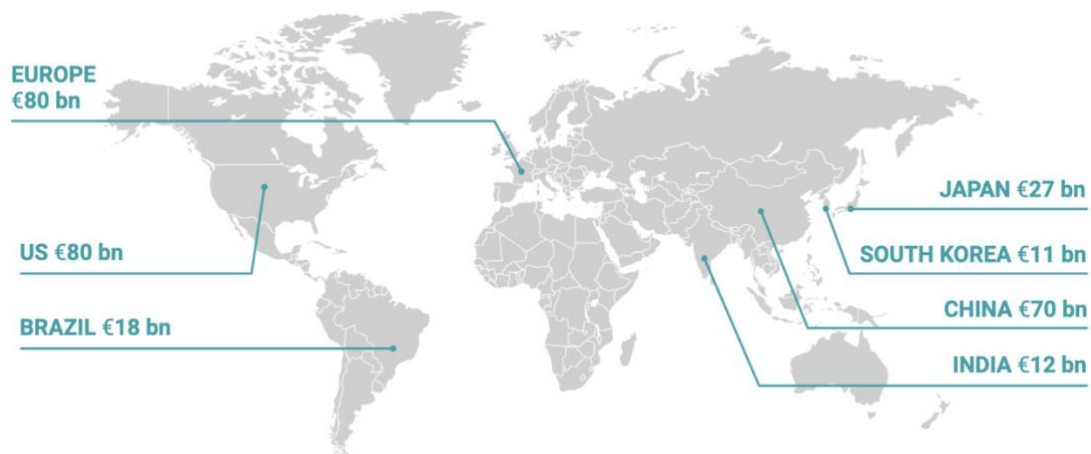 EUROPE
€80 bn
US €80 bn
BRAZIL €18 bn
JAPAN €27 bn
SOUTH KOREA €11 bn
CHINA €70 bn
INDIA €12 bn